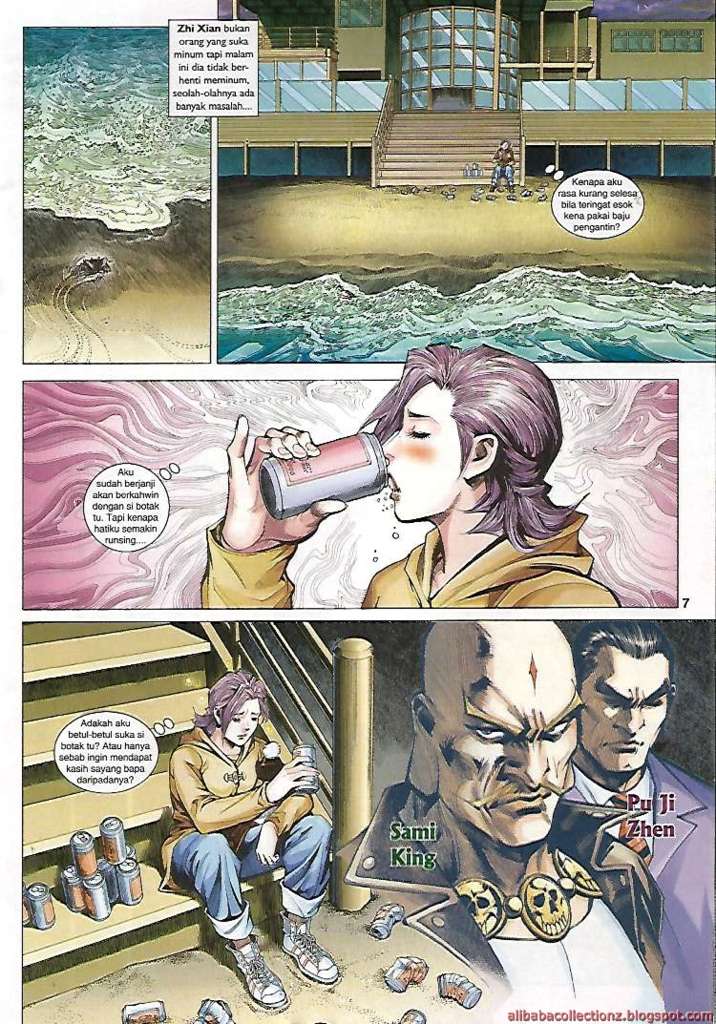 Zhi Xian bukan
orang yang suka
minum tapi malam
ini dia tidak ber-
henti meminum,
seolah-olahnya ada
banyak masalah....
Kenapa aku
rasa kurang selesa
bila teringat esok
kena pakai baju
pengantin?
Aku
sudah berjanji
akan berkahwin
dengan si botak
tu. Tapi kenapa
hatiku semakin
runsing....
7
Adakah aku
betul-betul suka si
botak tu? Atau hanya
sebab ingin mendapat
kasih sayang bapa
daripadanya?
Sami
King
Pu Ji
Zhen
alibabacollectionz.blogspot.com